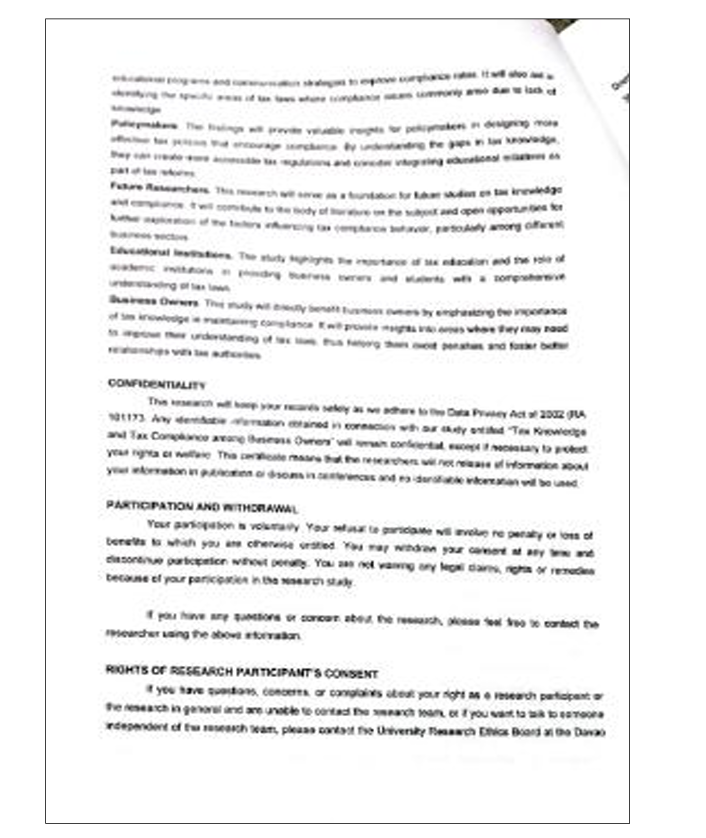 educational programs and communication strategies to improve compliance rates. It will also aid in
identifying the specific areas of tax laws where compliance issues commonly arise due to lack of
knowledge.
Policymakers. The findings will provide valuable insights for policymakers in designing more
effective tax policies that encourage compliance. By understanding the gaps in tax knowledge,
they can create more accessible tax regulations and consider integrating educational initiatives as
part of tax reforms.
Future Researchers. This research will serve as a foundation for future studies on tax knowledge
and compliance. It will contribute to the body of literature on the subject and open opportunities for
further exploration of the factors influencing tax compliance behavior, particularly among different
business sectors.
Educational Institutions. The study highlights the importance of tax education and the role of
academic institutions in providing business owners and students with a comprehensive
understanding of tax laws.
Business Owners. This study will directly benefit business owners by emphasizing the importance
of tax knowledge in maintaining compliance. It will provide insights into areas where they may need
to improve their understanding of tax laws, thus helping them avoid penalties and foster better
relationships with tax authorities.
CONFIDENTIALITY
This research will keep your records safely as we adhere to the Data Privacy Act of 2002 (RA
101173. Any identifiable information obtained in connection with our study entitled "Tax Knowledge
and Tax Compliance among Business Owners" will remain confidential, except if necessary to protect
your rights or welfare. This certificate means that the researchers will not release of information about
your information in publication or discuss in conferences and no identifiable information will be used.
PARTICIPATION AND WITHDRAWAL
Your participation is voluntary. Your refusal to participate will involve no penalty or loss of
benefits to which you are otherwise entitled. You may withdraw your consent at any time and
discontinue participation without penalty. You are not waiving any legal claims, rights or remedies
because of your participation in the research study.
If you have any questions or concern about the research, please feel free to contact the
researcher using the above information.
RIGHTS OF RESEARCH PARTICIPANT'S CONSENT
If you have questions, concerns, or complaints about your right as a research participant or
the research in general and are unable to contact the research team, or if you want to talk to someone
independent of the research team, please contact the University Research Ethics Board at the Davao